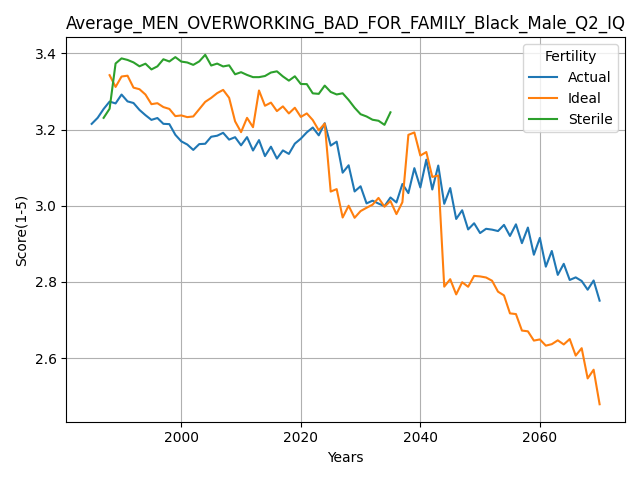 Average_MEN_OVERWORKING_BAD_FOR_FAMILY_Black_Male_Q2_IQ
Fertility
Actual
Ideal
Sterile
Score(1-5)
3.4
3.2
3.0
2.8
2.6
2000
2020
2040
2060
Years